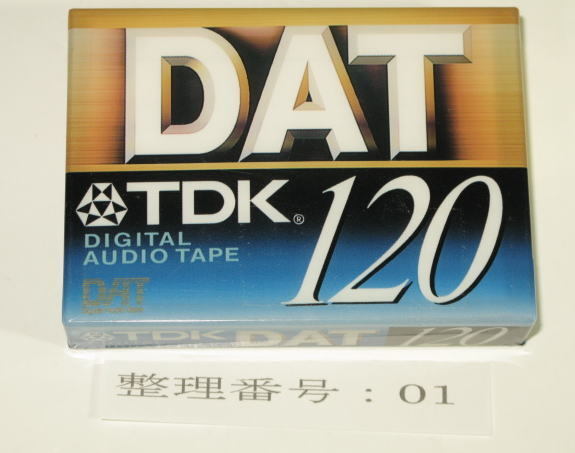 DAT
TDK®
120
DIGITAL
AUDIO TAPE
DAT
TDK DAT 120
整理番号：01